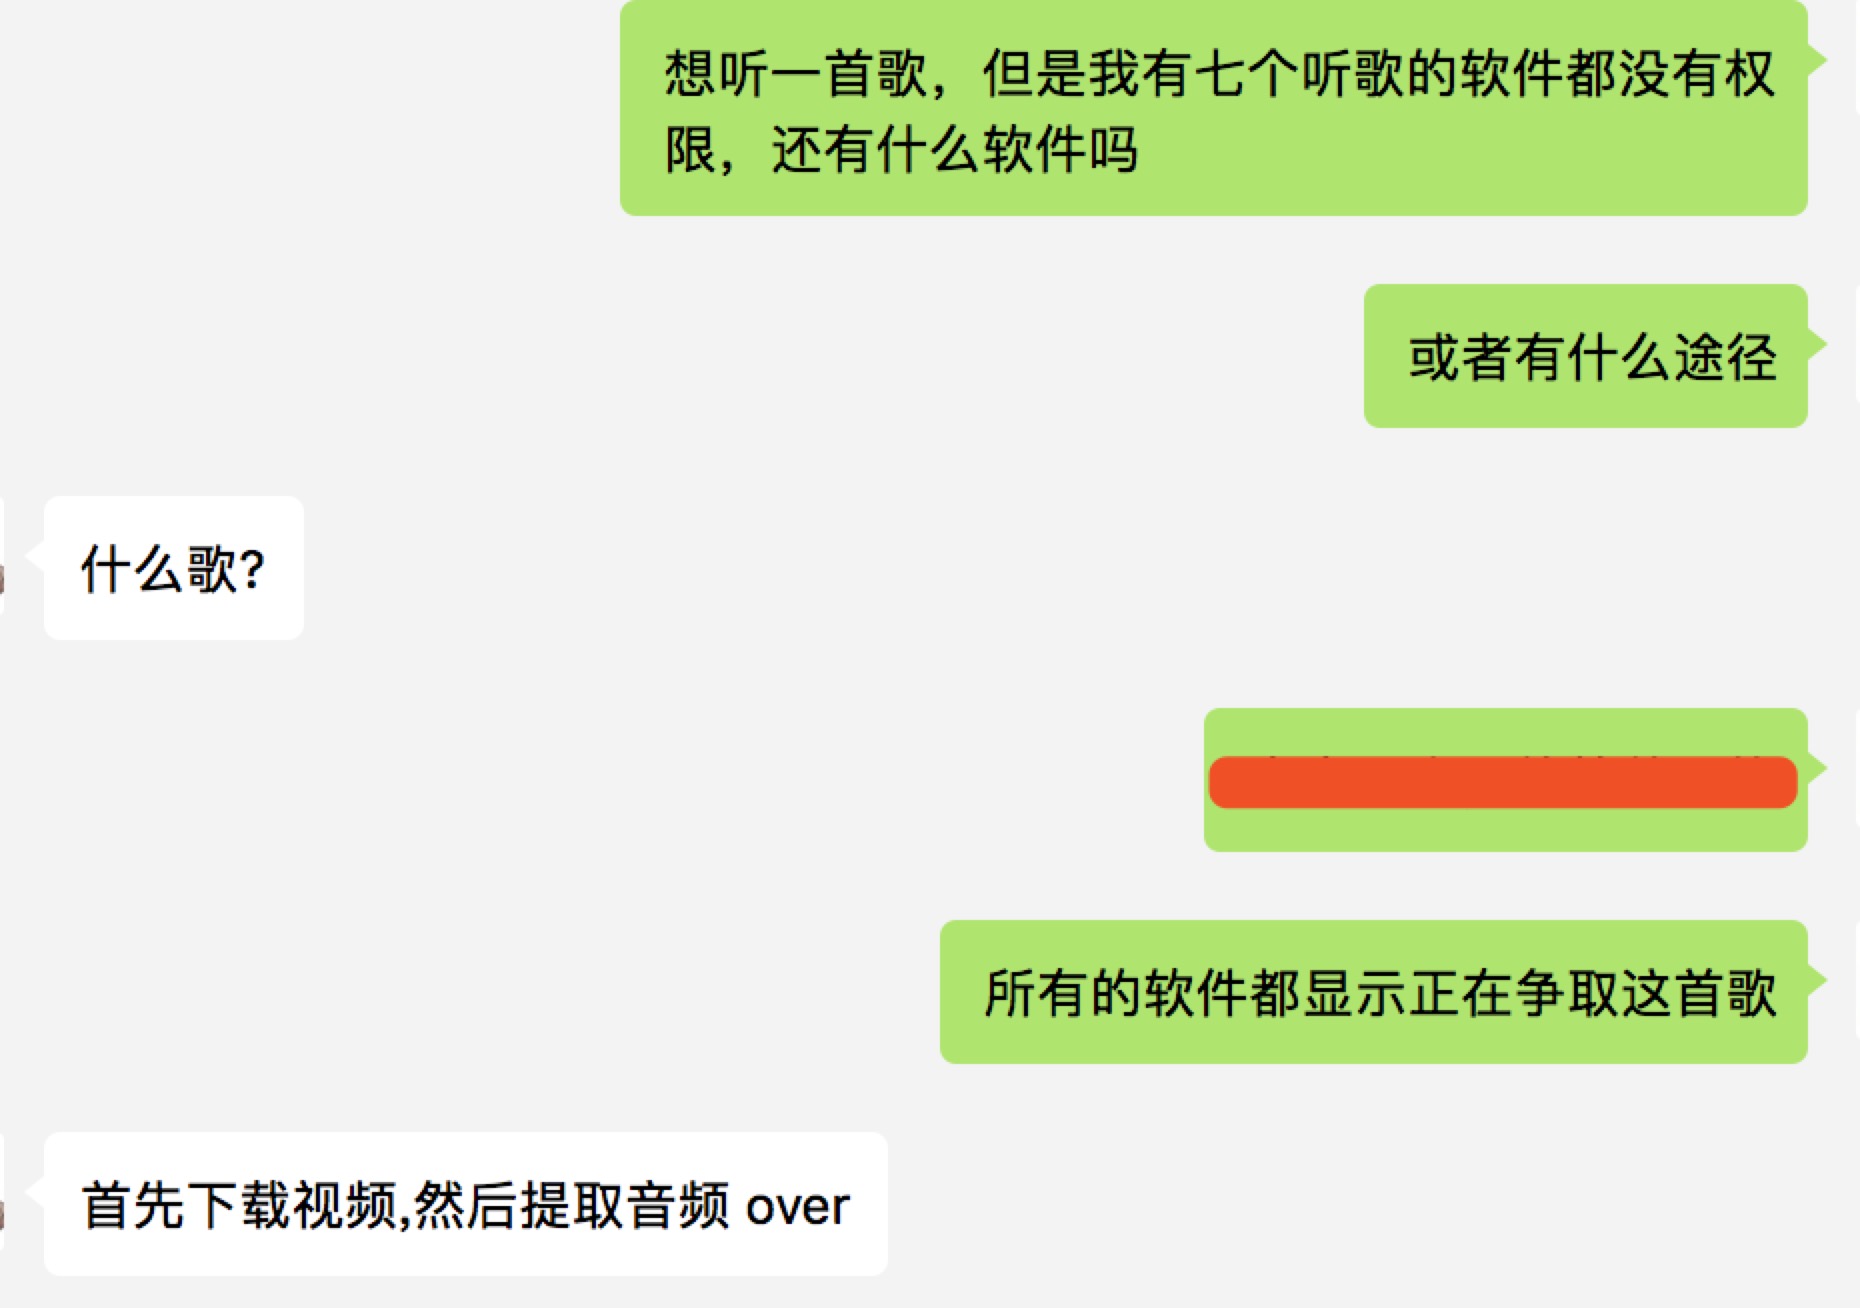 想听一首歌，但是我有七个听歌的软件都没有权
限，还有什么软件吗
或者有什么途径
什么歌?
所有的软件都显示正在争取这首歌
首先下载视频,然后提取音频 over